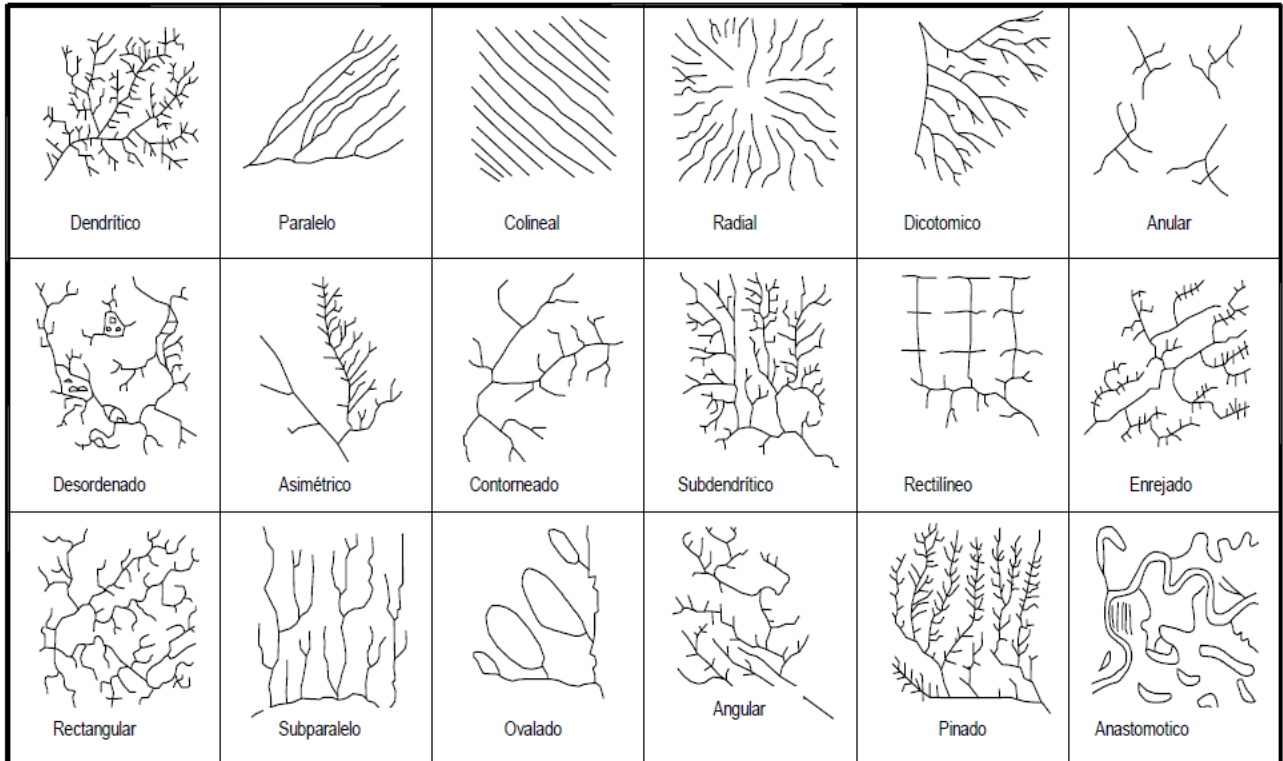 Dendrítico
Paralelo
Colineal
Radial
Dicotomico
Anular
Desordenado
Asimétrico
Contorneado
Subdendrítico
Rectilíneo
Enrejado
Rectangular
Subparalelo
Ovalado
Angular
Pinado
Anastomotico